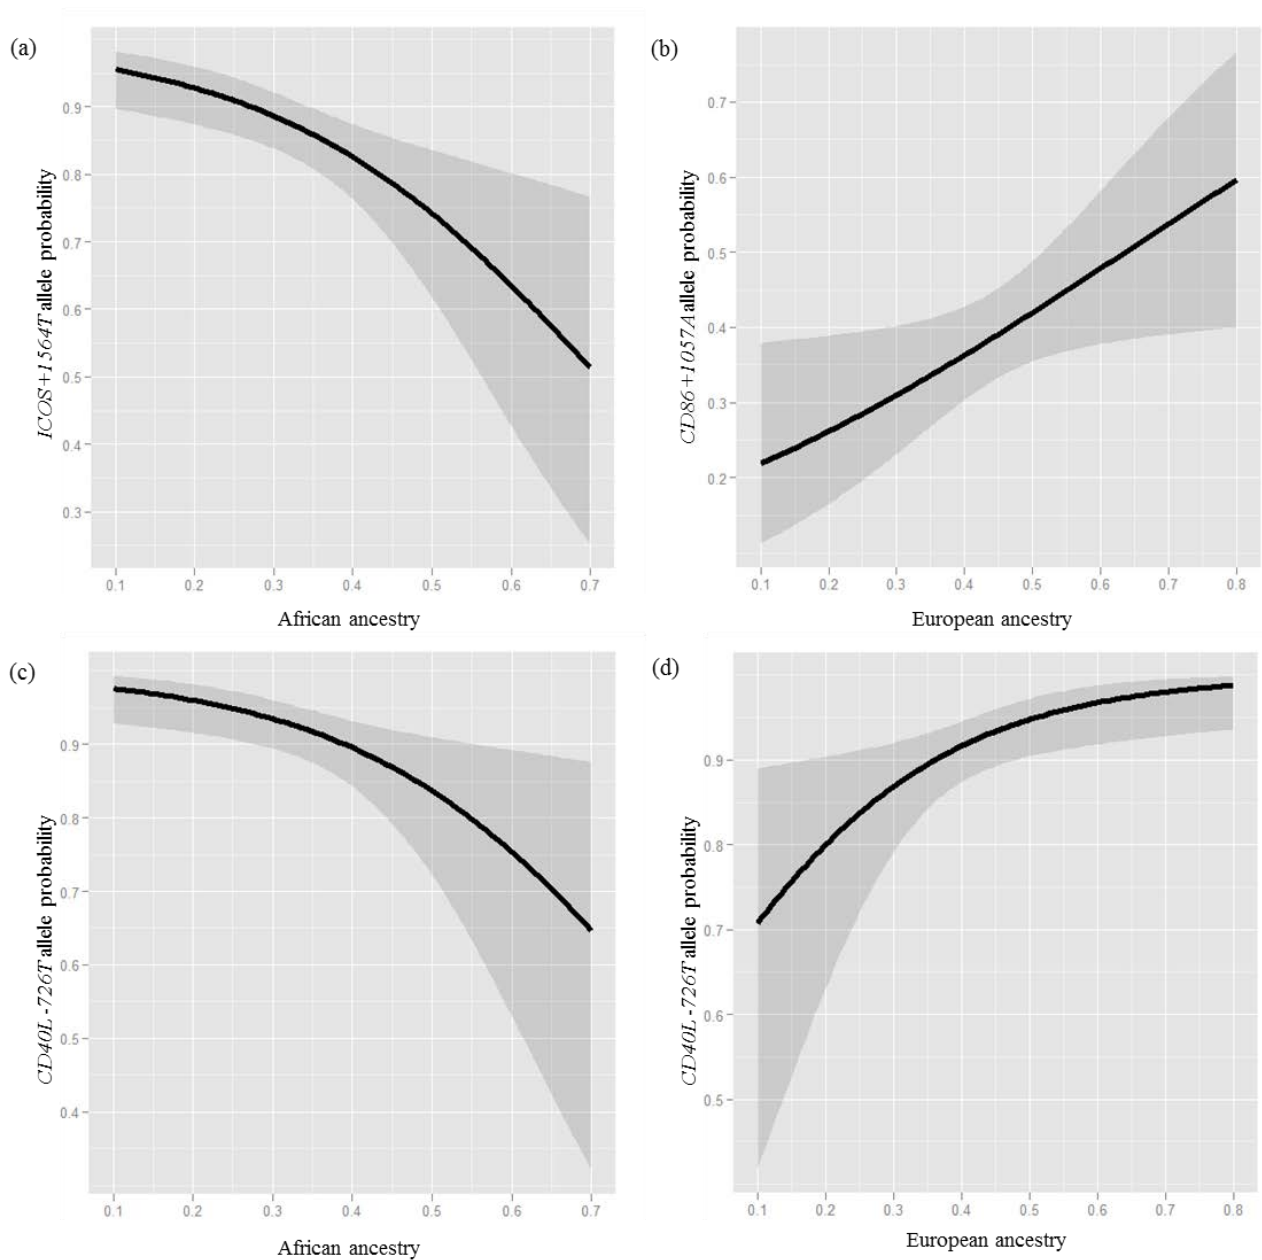 (a)
ICOS+1564T allele probability
0.9
0.8
0.7
0.6
0.5
0.4
0.3
0.1 0.2 0.3 0.4 0.5 0.6 0.7
African ancestry
(b)
CD86+1057A allele probability
0.7
0.6
0.5
0.4
0.3
0.2
0.1 0.2 0.3 0.4 0.5 0.6 0.7 0.8
European ancestry
(c)
CD40L -726T allele probability
0.9
0.8
0.7
0.6
0.5
0.4
0.1 0.2 0.3 0.4 0.5 0.6 0.7
African ancestry
(d)
CD40L -726T allele probability
0.9
0.8
0.7
0.6
0.5
0.1 0.2 0.3 0.4 0.5 0.6 0.7 0.8
European ancestry